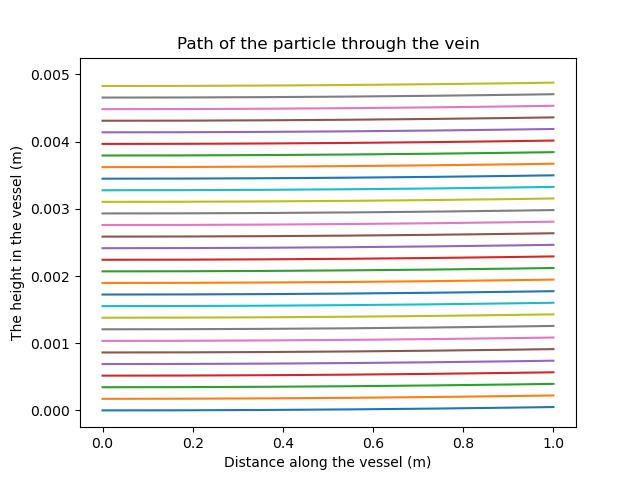 Path of the particle through the vein
0.005
0.004
0.003
0.002
0.001
0.000
The height in the vessel (m)
0.0 0.2 0.4 0.6 0.8 1.0
Distance along the vessel (m)